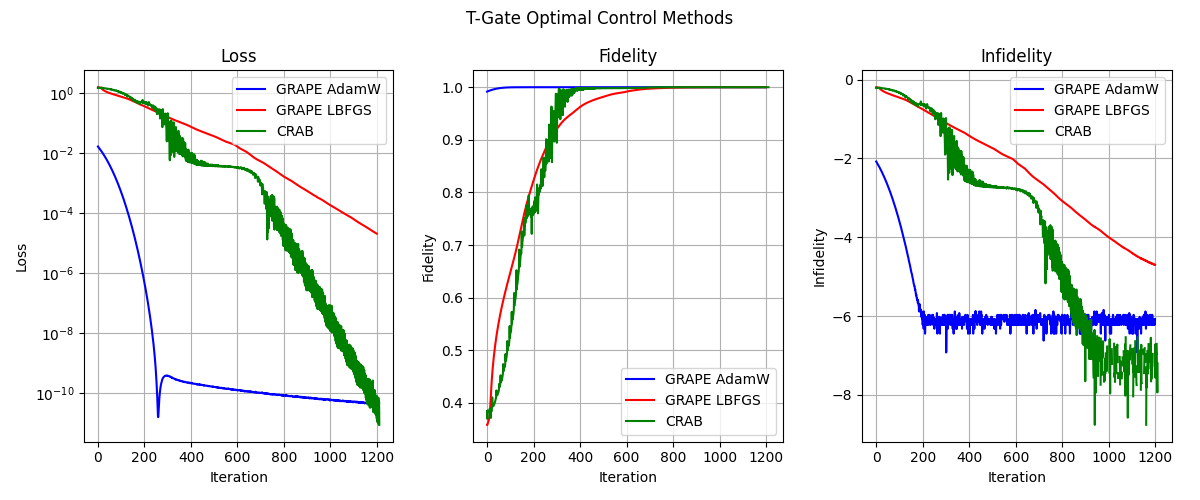 T-Gate Optimal Control Methods
Loss
Loss
10⁰
10⁻²
10⁻⁴
10⁻⁶
10⁻⁸
10⁻¹⁰
GRAPE AdamW
GRAPE LBFGS
CRAB
0 200 400 600 800 1000 1200
Iteration
Fidelity
Fidelity
1.0
0.9
0.8
0.7
0.6
0.5
0.4
GRAPE AdamW
GRAPE LBFGS
CRAB
0 200 400 600 800 1000 1200
Iteration
Infidelity
Infidelity
0
−2
−4
−6
−8
GRAPE AdamW
GRAPE LBFGS
CRAB
0 200 400 600 800 1000 1200
Iteration